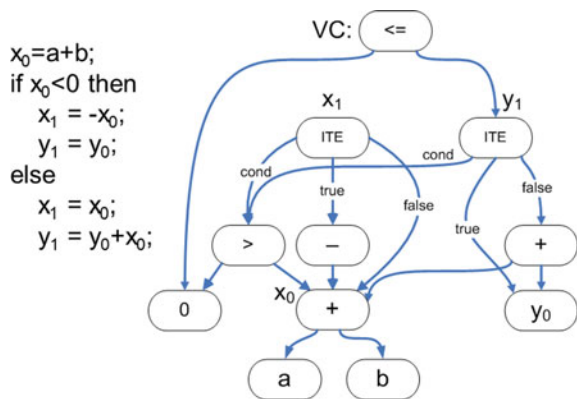 x₀=a+b;
if x₀<0 then
x₁ = -x₀;
y₁ = y₀;
else
x₁ = x₀;
y₁ = y₀+x₀;
VC: <=
x₁ y₁
ITE ITE
cond cond
true false
false true
> – +
x₀
0 + y₀
a b